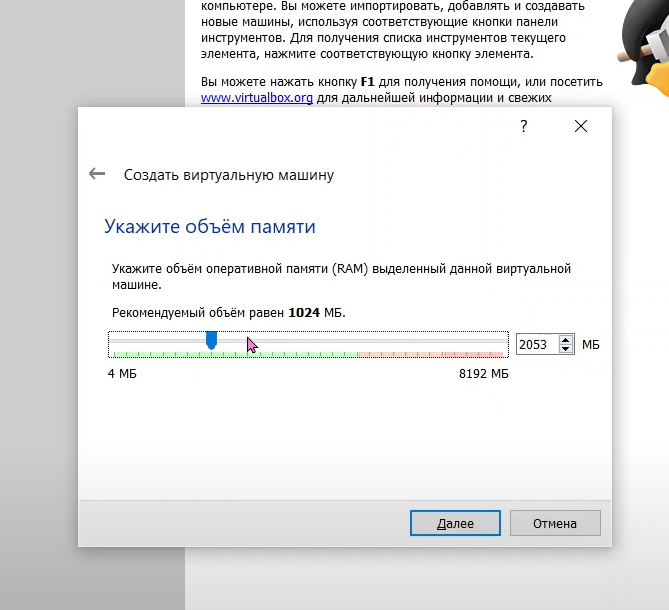 компьютере. Вы можете импортировать, добавлять и создавать
новые машины, используя соответствующие кнопки панели
инструментов. Для получения списка инструментов текущего
элемента, нажмите соответствующую кнопку элемента.
Вы можете нажать кнопку F1 для получения помощи, или посетить
www.virtualbox.org для дальнейшей информации и свежих
?
Создать виртуальную машину
Укажите объём памяти
Укажите объём оперативной памяти (RAM) выделенный данной виртуальной
машине.
Рекомендуемый объём равен 1024 МБ.
2053 МБ
4 МБ 8192 МБ
Далее Отмена